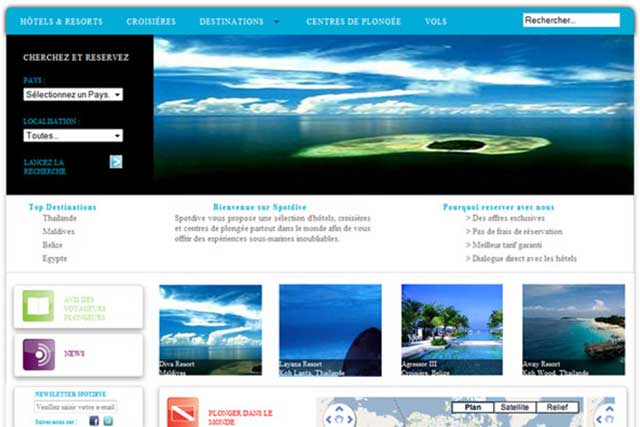 HÔTELS & RESORTS CROISIÈRES DESTINATIONS CENTRES DE PLONGÉE VOLS Rechercher...
CHERCHEZ ET RESERVEZ
PAYS :
Sélectionnez un Pays.
LOCALISATION :
Toutes...
LANCEZ LA
RECHERCHE
Top Destinations
Thaïlande
Maldives
Belize
Egypte
Bienvenue sur Spotdive
Spotdive vous propose une sélection d'hôtels, croisières
et centres de plongée partout dans le monde afin de vous
offrir des expériences sous-marines inoubliables.
Pourquoi reserver avec nous
> Des offres exclusives
> Pas de frais de réservation
> Meilleur tarif garanti
> Dialogue direct avec les hôtels
AVIS DES
VOYAGEURS
PLONGEURS
NEWS
Diva Resort
Maldives
Layana Resort
Koh Lanta, Thaïlande
Agressor III
Croisière, Belize
Away Resort
Koh Wood, Thaïlande
NEWSLETTER SPOTDIVE
Veuillez saisir votre e-mail
Suivez-nous sur :
PLONGER DANS LE
MONDE
Plan Satellite Relief